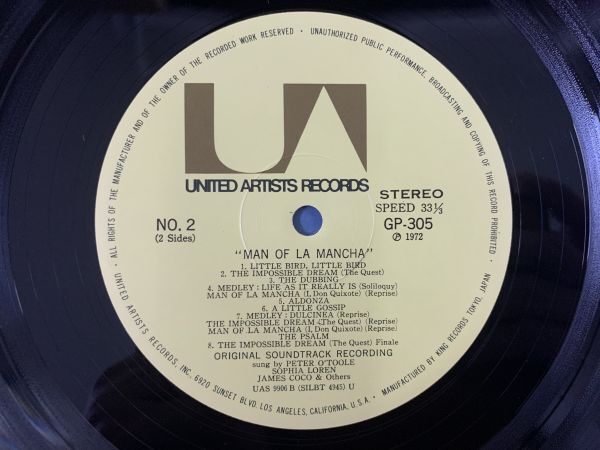 · ALL RIGHTS OF THE MANUFACTURER AND OF THE OWNER OF THE RECORDED WORK RESERVED · UNAUTHORIZED PUBLIC PERFORMANCE, BROADCASTING AND COPYING OF THIS RECORD PROHIBITED ·
UA
UNITED ARTISTS RECORDS
STEREO
SPEED 33⅓
NO. 2
GP-305
(2 Sides)
Ⓟ 1972
"MAN OF LA MANCHA"
1. LITTLE BIRD, LITTLE BIRD
2. THE IMPOSSIBLE DREAM (The Quest)
3. THE DUBBING
4. MEDLEY : LIFE AS IT REALLY IS (Soliloquy)
MAN OF LA MANCHA (I, Don Quixote) (Reprise)
5. ALDONZA
6. A LITTLE GOSSIP
7. MEDLEY : DULCINEA (Reprise)
THE IMPOSSIBLE DREAM (The Quest) (Reprise)
MAN OF LA MANCHA (I, Don Quixote) (Reprise)
THE PSALM
8. THE IMPOSSIBLE DREAM (The Quest) Finale
ORIGINAL SOUNDTRACK RECORDING
sung by PETER O'TOOLE
SOPHIA LOREN
JAMES COCO & Others
UAS 9906 B (SILBT 4945) U
UNITED ARTISTS RECORDS, INC, 6920 SUNSET BLVD. LOS ANGELES, CALIFORNIA, U.S.A. · MANUFACTURED BY KING RECORDS TOKYO, JAPAN